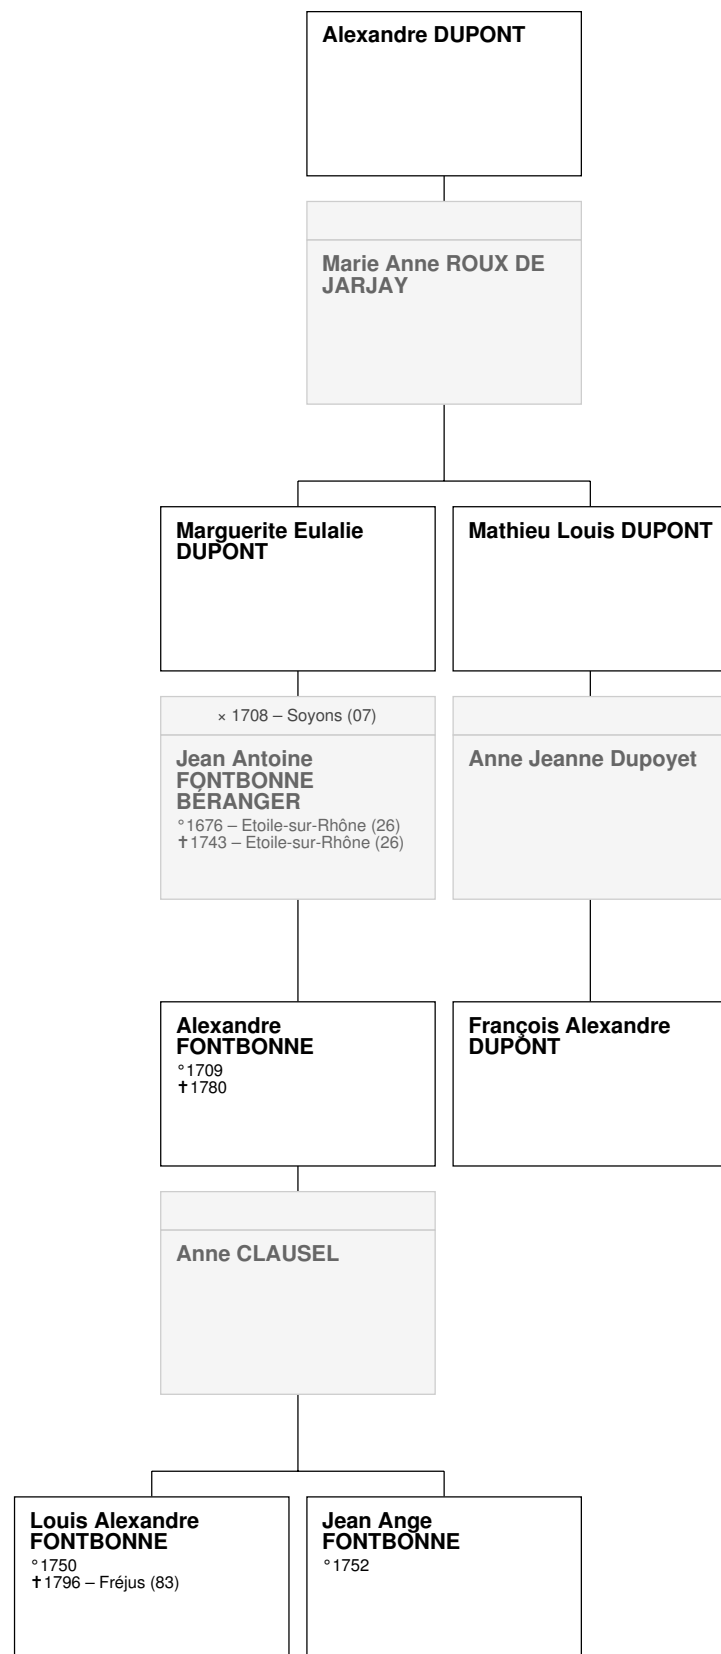 Alexandre DUPONT
Marie Anne ROUX DE
JARJAY
Marguerite Eulalie
DUPONT
Mathieu Louis DUPONT
× 1708 – Soyons (07)
Jean Antoine
FONTBONNE
BÉRANGER
°1676 – Etoile-sur-Rhône (26)
✝1743 – Etoile-sur-Rhône (26)
Anne Jeanne Dupoyet
Alexandre
FONTBONNE
°1709
✝1780
François Alexandre
DUPONT
Anne CLAUSEL
Louis Alexandre
FONTBONNE
°1750
✝1796 – Fréjus (83)
Jean Ange
FONTBONNE
°1752